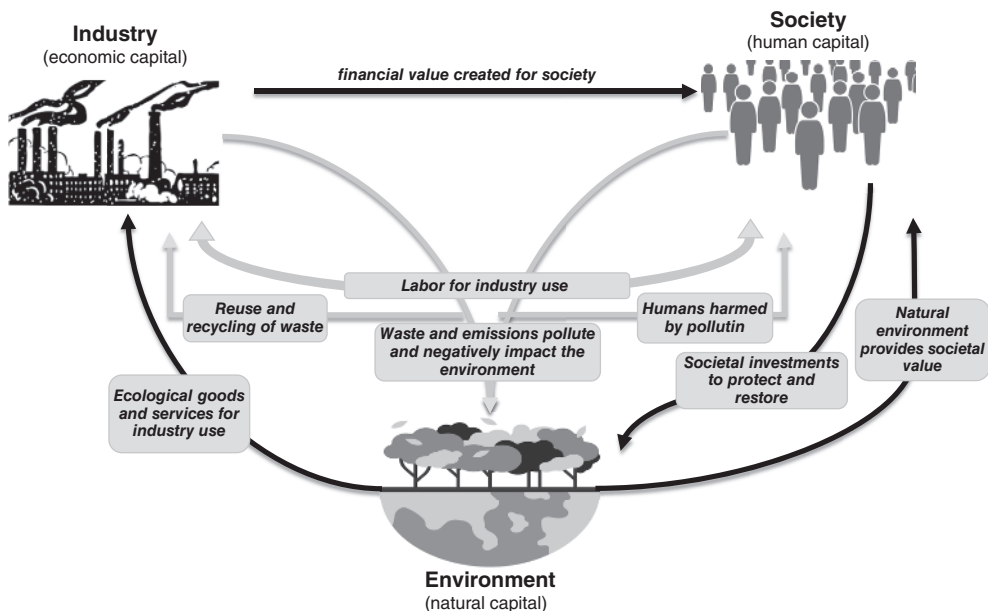 Industry
(economic capital)
Society
(human capital)
financial value created for society
Labor for industry use
Reuse and
recycling of waste
Humans harmed
by pollutin
Waste and emissions pollute
and negatively impact the
environment
Natural
environment
provides societal
value
Societal investments
to protect and
restore
Ecological goods
and services for
industry use
Environment
(natural capital)